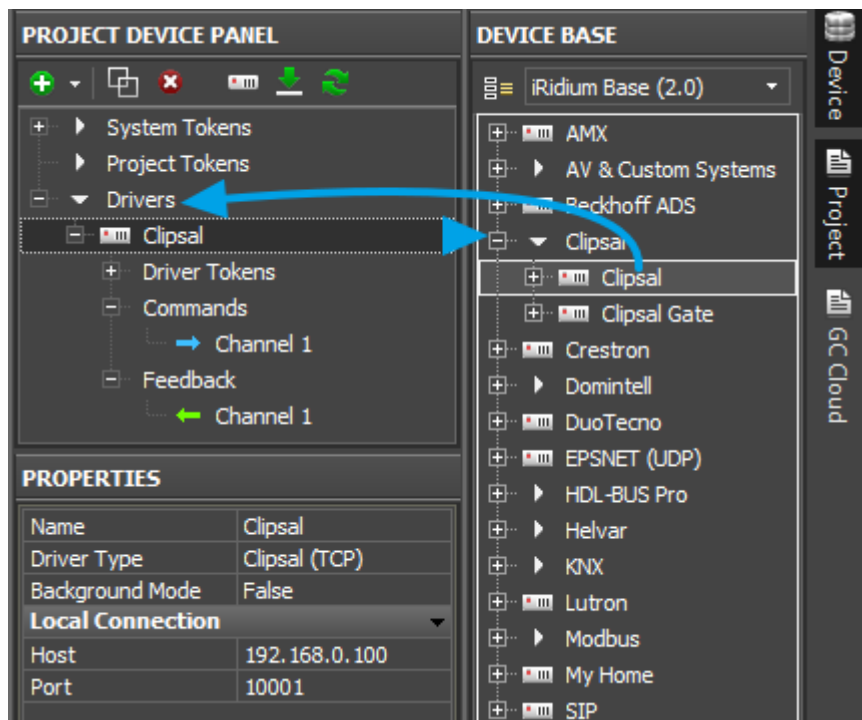 PROJECT DEVICE PANEL
System Tokens
Project Tokens
Drivers
Clipsal
Driver Tokens
Commands
Channel 1
Feedback
Channel 1
PROPERTIES
Name Clipsal
Driver Type Clipsal (TCP)
Background Mode False
Local Connection
Host 192.168.0.100
Port 10001
DEVICE BASE
iRidium Base (2.0)
AMX
AV & Custom Systems
Beckhoff ADS
Clipsal
Clipsal
Clipsal Gate
Crestron
Domintell
DuoTecno
EPSNET (UDP)
HDL-BUS Pro
Helvar
KNX
Lutron
Modbus
My Home
SIP
Device
Project
GC Cloud